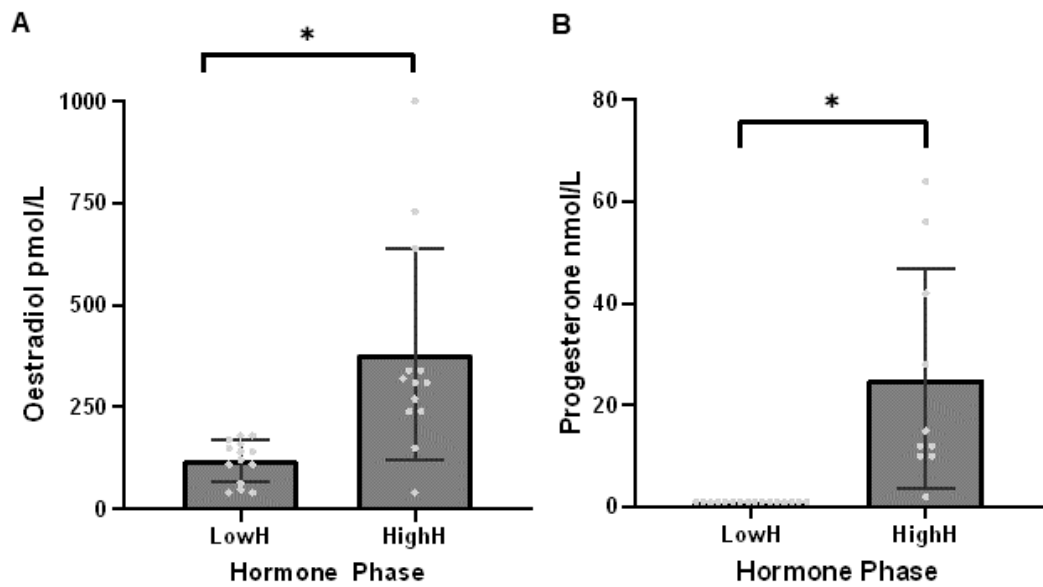 A
*
1000
750
500
250
0
Oestradiol pmol/L
LowH
HighH
Hormone Phase
B
*
80
60
40
20
0
Progesterone nmol/L
LowH
HighH
Hormone Phase